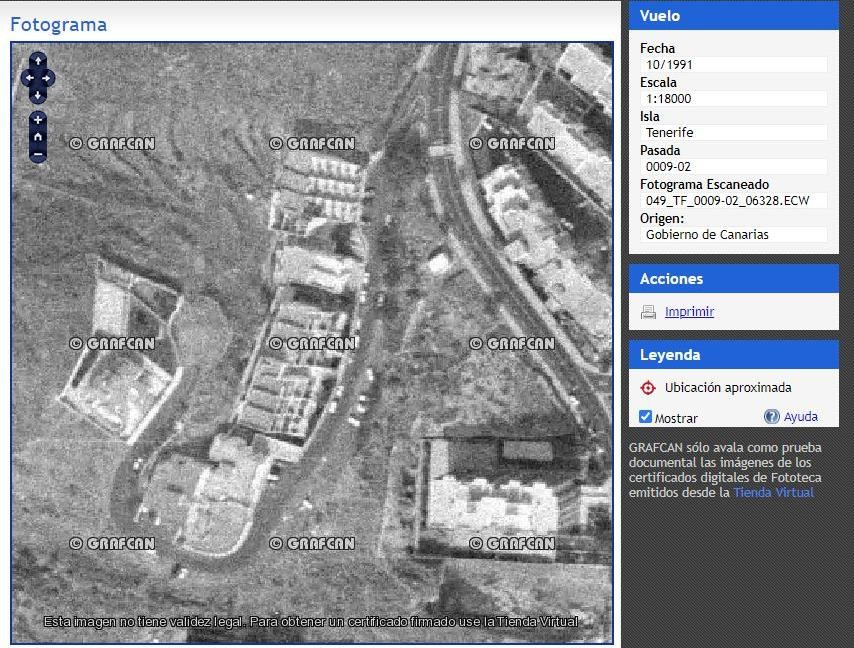 Fotograma
© GRAFCAN © GRAFCAN © GRAFCAN
© GRAFCAN © GRAFCAN © GRAFCAN
© GRAFCAN © GRAFCAN © GRAFCAN
Esta imagen no tiene validez legal. Para obtener un certificado firmado use la Tienda Virtual
Vuelo
Fecha
10/1991
Escala
1:18000
Isla
Tenerife
Pasada
0009-02
Fotograma Escaneado
049_TF_0009-02_06328.ECW
Origen:
Gobierno de Canarias
Acciones
Imprimir
Leyenda
Ubicación aproximada
Mostrar Ayuda
GRAFCAN sólo avala como prueba
documental las imágenes de los
certificados digitales de Fototeca
emitidos desde la Tienda Virtual